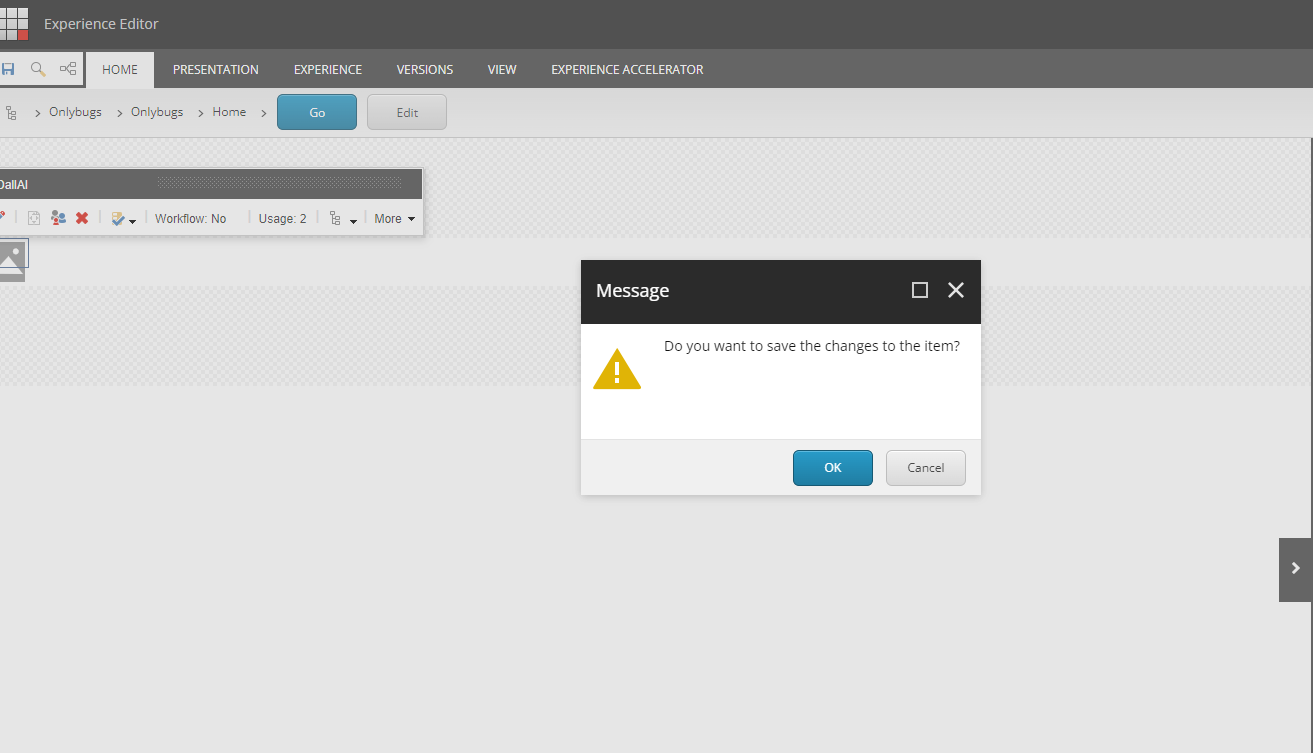 Experience Editor
HOME PRESENTATION EXPERIENCE VERSIONS VIEW EXPERIENCE ACCELERATOR
Onlybugs Onlybugs Home Go Edit
Workflow: No Usage: 2 More
Message
Do you want to save the changes to the item?
OK Cancel